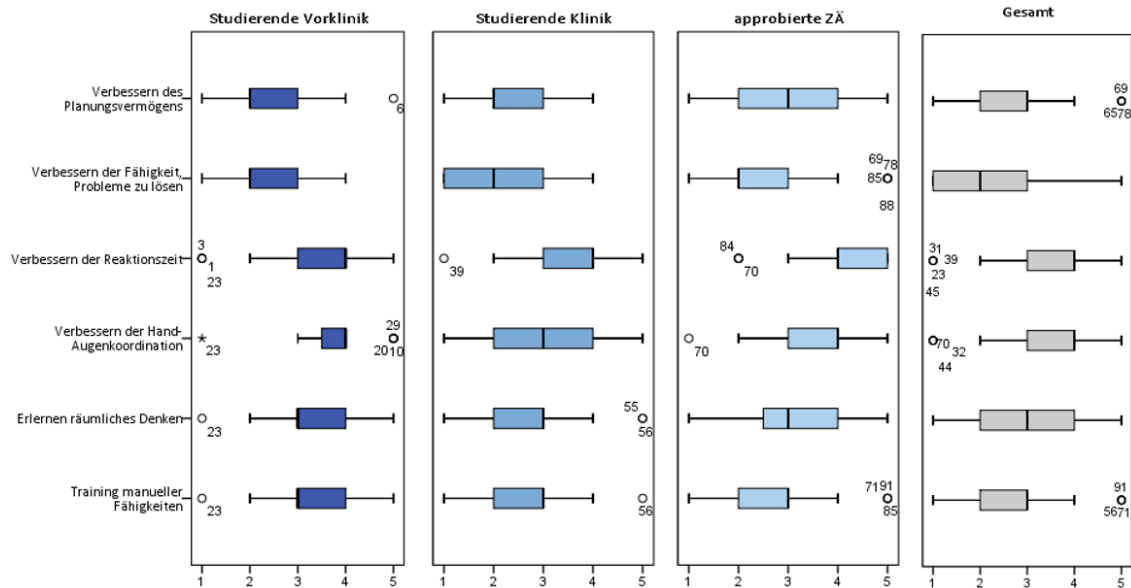 Studierende Vorklinik
Studierende Klinik
approbierte ZÄ
Gesamt
Verbessern des
Planungsvermögens
6
69
6578
Verbessern der Fähigkeit,
Probleme zu lösen
6978
85
88
Verbessern der Reaktionszeit
3
1
23
39
84
70
31
39
23
45
Verbessern der Hand-
Augenkoordination
*
23
29
2010
70
70
32
44
Erlernen räumliches Denken
23
55
56
Training manueller
Fähigkeiten
23
56
7191
85
91
5671
1 2 3 4 5
1 2 3 4 5
1 2 3 4 5
1 2 3 4 5